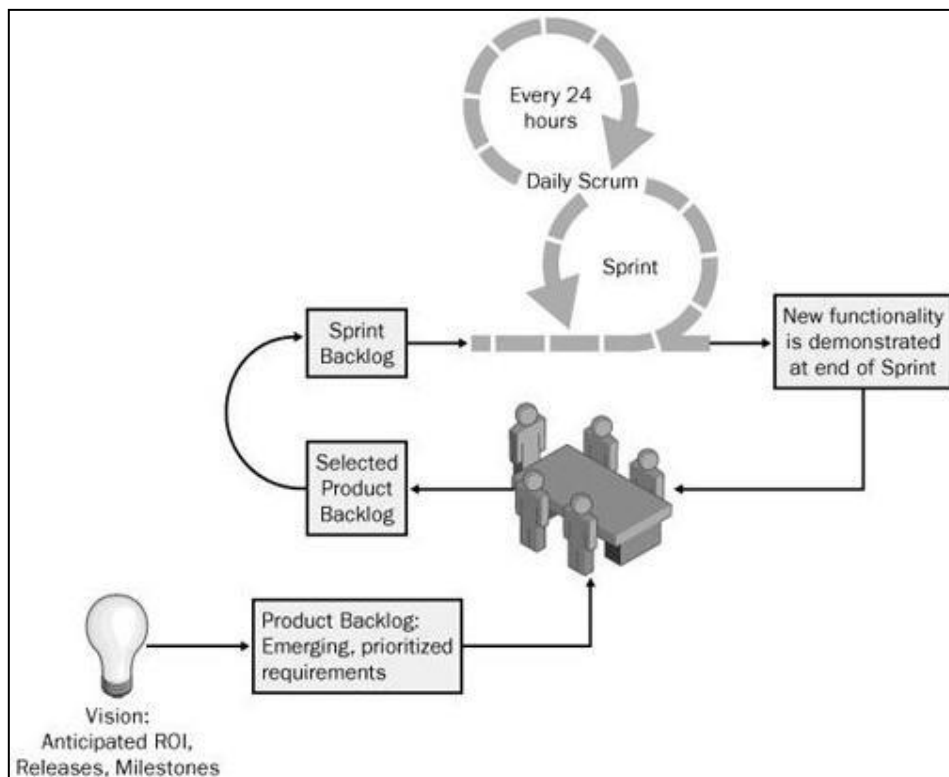 Every 24
hours
Daily Scrum
Sprint
Sprint
Backlog
New functionality
is demonstrated
at end of Sprint
Selected
Product
Backlog
Product Backlog:
Emerging, prioritized
requirements
Vision:
Anticipated ROI,
Releases, Milestones